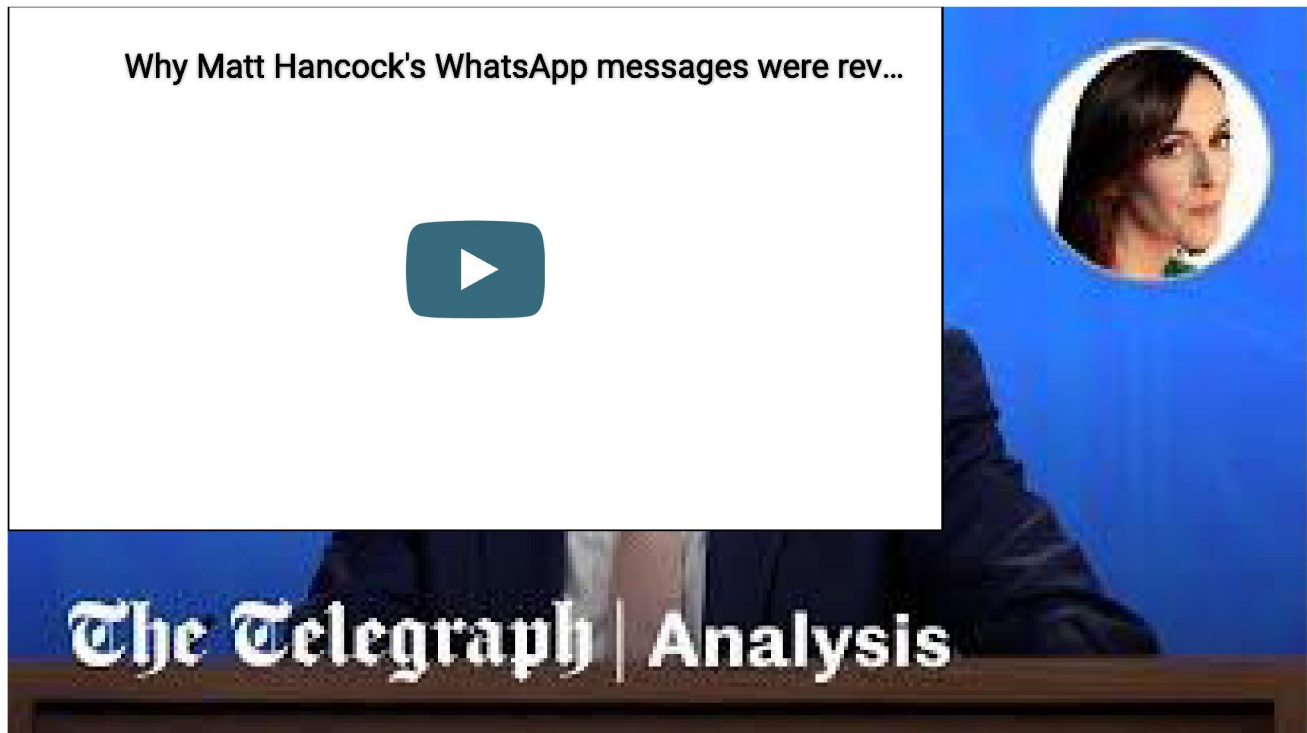 Why Matt Hancock's WhatsApp messages were rev...
The Telegraph | Analysis